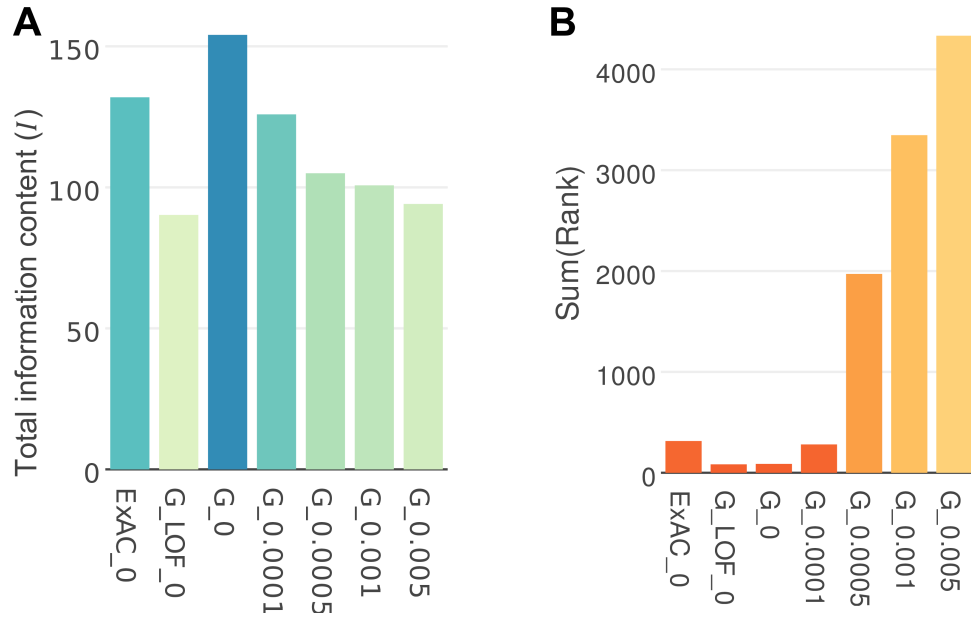 A
Total information content (I)
150
100
50
0
ExAC_0
G_LOF_0
G_0
G_0.0001
G_0.0005
G_0.001
G_0.005
B
Sum(Rank)
4000
3000
2000
1000
0
ExAC_0
G_LOF_0
G_0
G_0.0001
G_0.0005
G_0.001
G_0.005